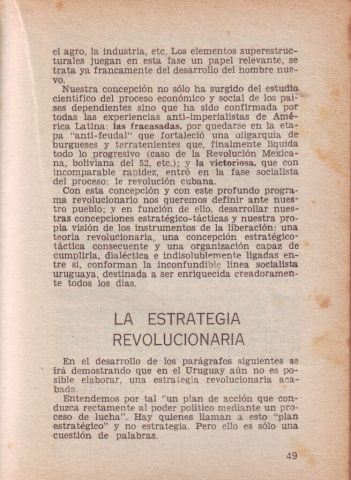 el agro, la industria, etc. Los elementos superestruc-
turales juegan en esta fase un papel relevante, se
trata ya francamente del desarrollo del hombre nue-
vo.
Nuestra concepción no sólo ha surgido del estudio
científico del proceso económico y social de los paí-
ses dependientes sino que ha sido confirmada por
todas las experiencias anti-imperialistas de Amé-
rica Latina: las fracasadas, por quedarse en la eta-
pa "anti-feudal" que fortaleció una oligarquía de
burgueses y terratenientes que, finalmente liquida
todo lo progresivo (caso de la Revolución Mexica-
na, boliviana del 52, etc.); y la victoriosa, que con
incomparable rapidez, entró en la fase socialista
del proceso: le revolución cubana.
Con esta concepción y con este profundo progra-
ma revolucionario nos queremos definir ante nues-
tro pueblo; y en función de ello, desarrollar nues-
tras concepciones estratégico-tácticas y nuestra pro-
pia visión de los instrumentos de la liberación: una
teoría revolucionaria, una concepción estratégico-
táctica consecuente y una organización capaz de
cumplirla, dialéctica e indisolublemente ligadas en-
tre sí, conforman la inconfundible línea socialista
uruguaya, destinada a ser enriquecida creadoramen-
te todos los días.
LA ESTRATEGIA
REVOLUCIONARIA
En el desarrollo de los parágrafos siguientes se
irá demostrando que en el Uruguay aún no es po-
sible elaborar, una estrategia revolucionaria aca-
bada.
Entendemos por tal "un plan de acción que con-
duzca rectamente al poder político mediante un pro-
ceso de lucha". Hay quienes llaman a esto "plan
estratégico" y no estrategia. Pero ello es sólo una
cuestión de palabras.
49